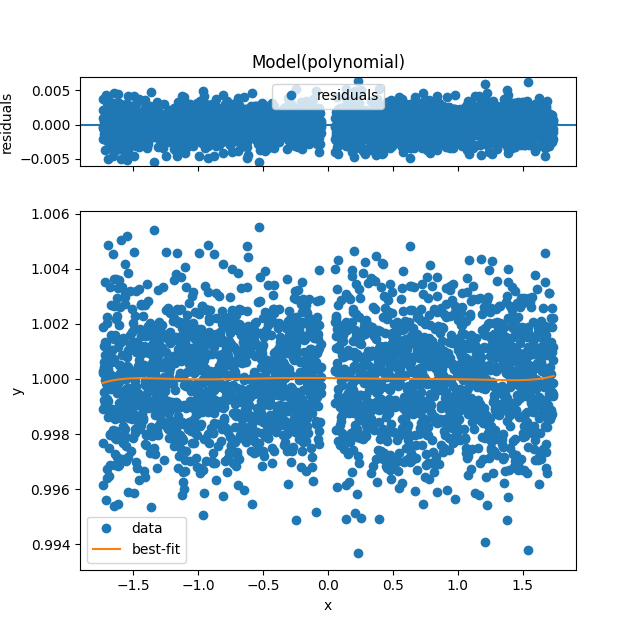 Model(polynomial)
residuals
0.005
0.000
−0.005
residuals
y
1.006
1.004
1.002
1.000
0.998
0.996
0.994
data
best-fit
−1.5 −1.0 −0.5 0.0 0.5 1.0 1.5
x